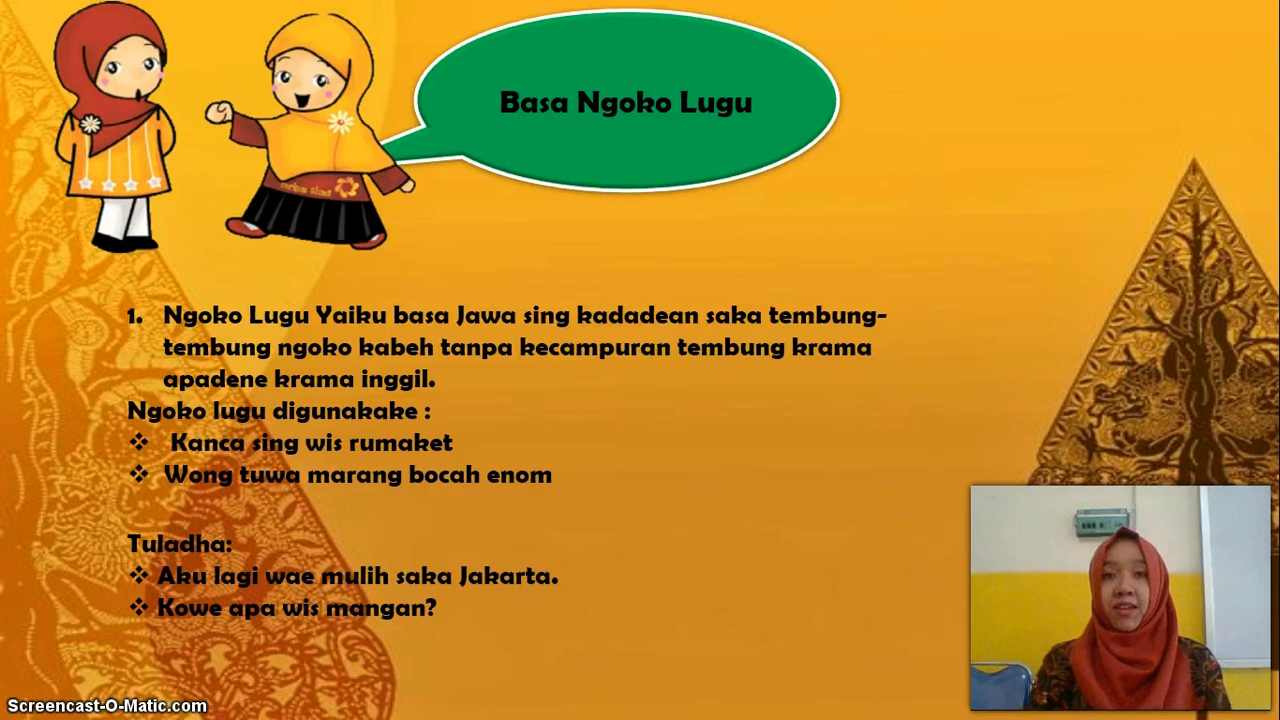 Basa Ngoko Lugu
1. Ngoko Lugu Yaiku basa Jawa sing kadadean saka tembung-
tembung ngoko kabeh tanpa kecampuran tembung krama
apadene krama inggil.
Ngoko lugu digunakake :
❖ Kanca sing wis rumaket
❖ Wong tuwa marang bocah enom
Tuladha:
❖ Aku lagi wae mulih saka Jakarta.
❖ Kowe apa wis mangan?
Screencast-O-Matic.com